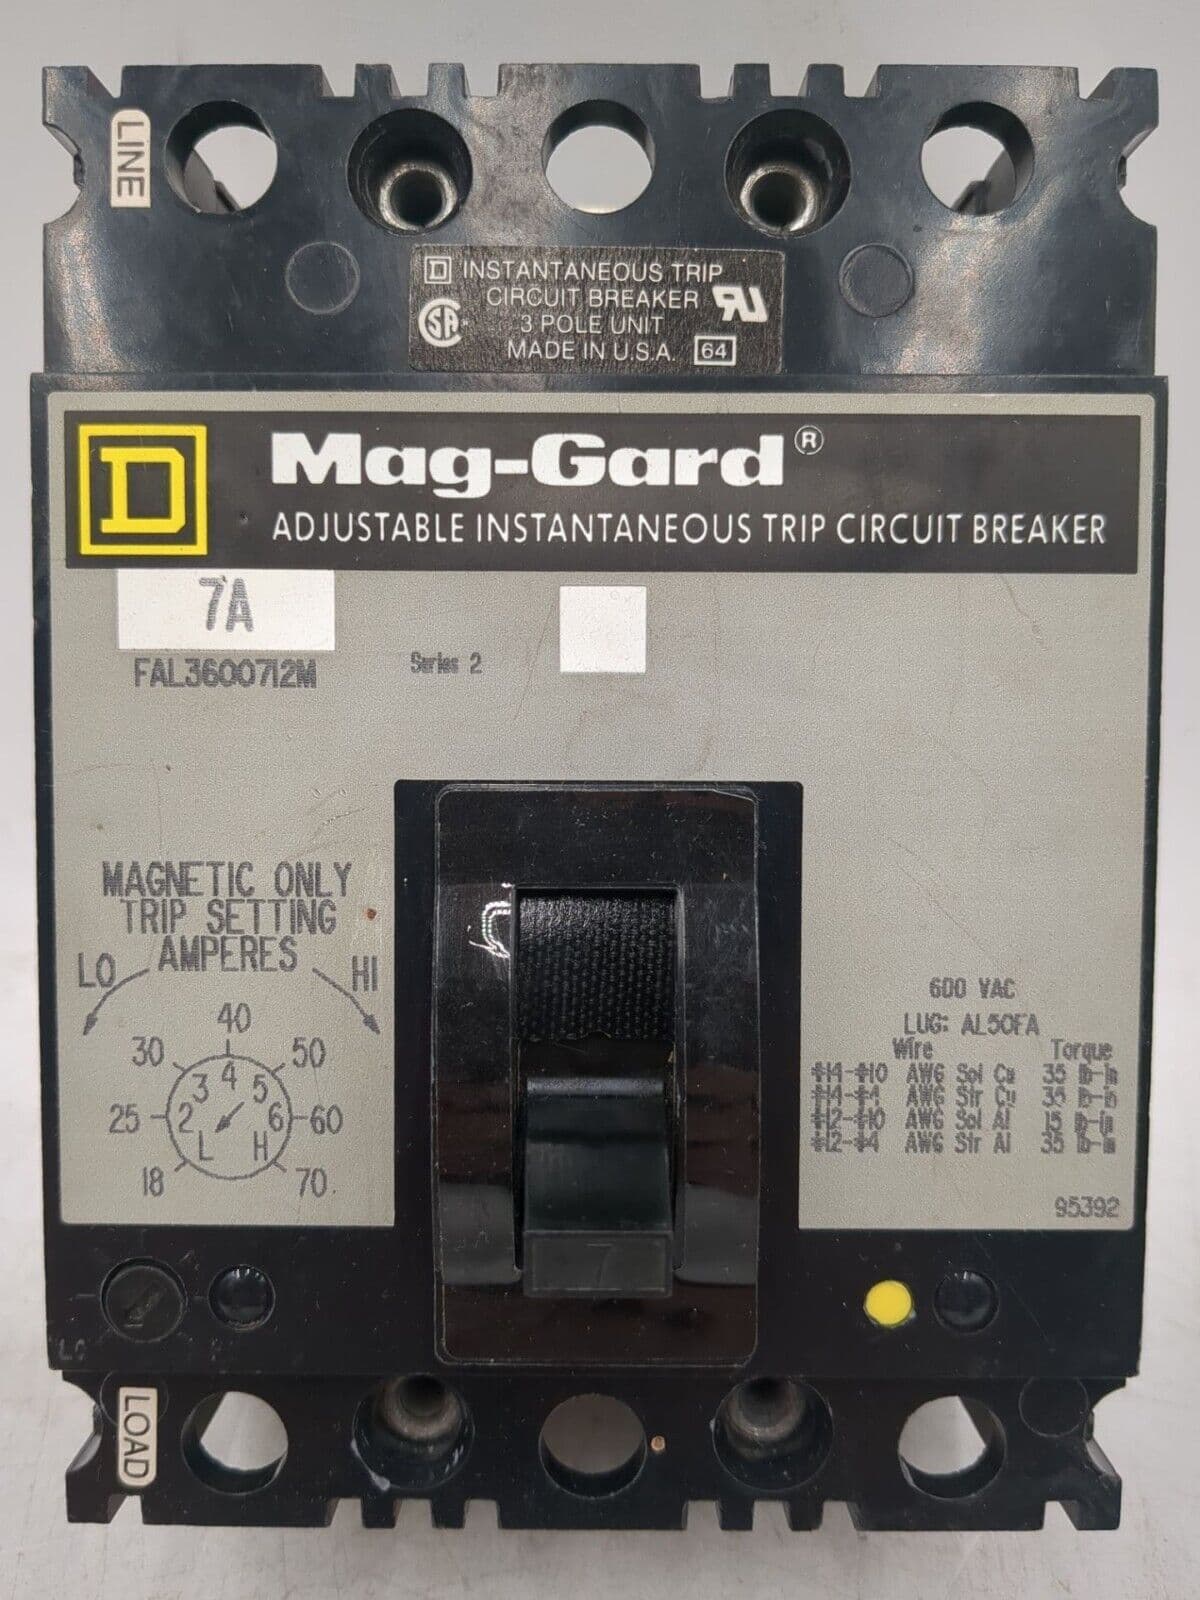 LINE
D INSTANTANEOUS TRIP
CIRCUIT BREAKER
3 POLE UNIT
MADE IN U.S.A. 64
D
Mag-Gard®
ADJUSTABLE INSTANTANEOUS TRIP CIRCUIT BREAKER
7A
FAL3600712M
Series 2
MAGNETIC ONLY
TRIP SETTING
AMPERES
LO HI
40
30 50
3 4 5
25 2 6 60
L H
18 70
600 VAC
LUG: AL50FA
Wire Torque
#14-#10 AWG Sol Cu 35 lb-in
#14-#4 AWG Str Cu 35 lb-in
#12-#10 AWG Sol Al 15 lb-in
#12-#4 AWG Str Al 35 lb-in
95392
7
LOAD